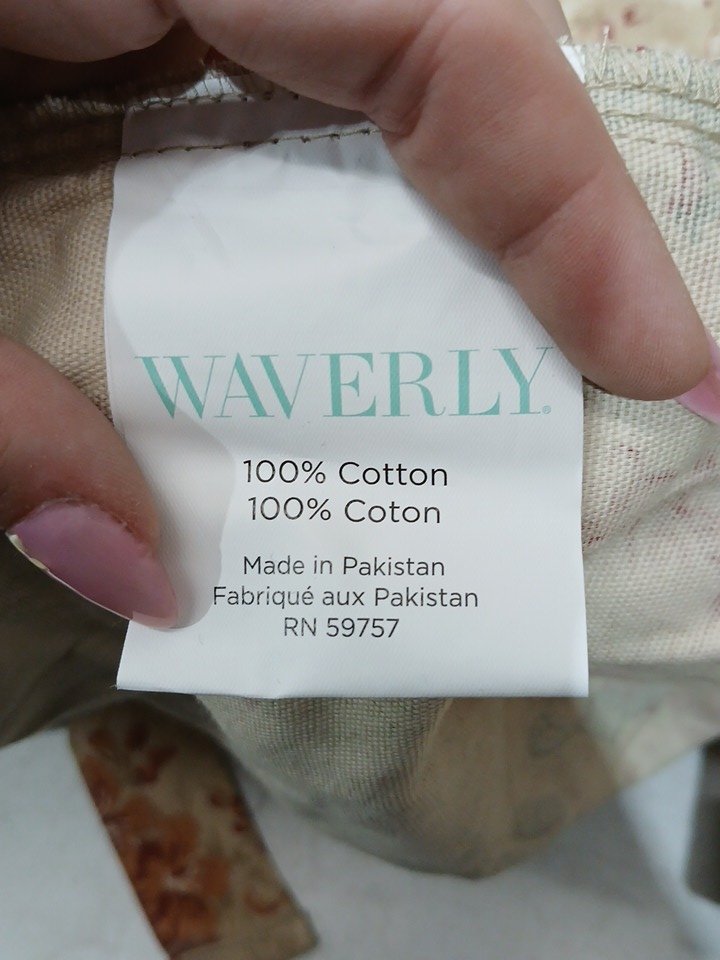 WAVERLY®
100% Cotton
100% Coton
Made in Pakistan
Fabriqué aux Pakistan
RN 59757